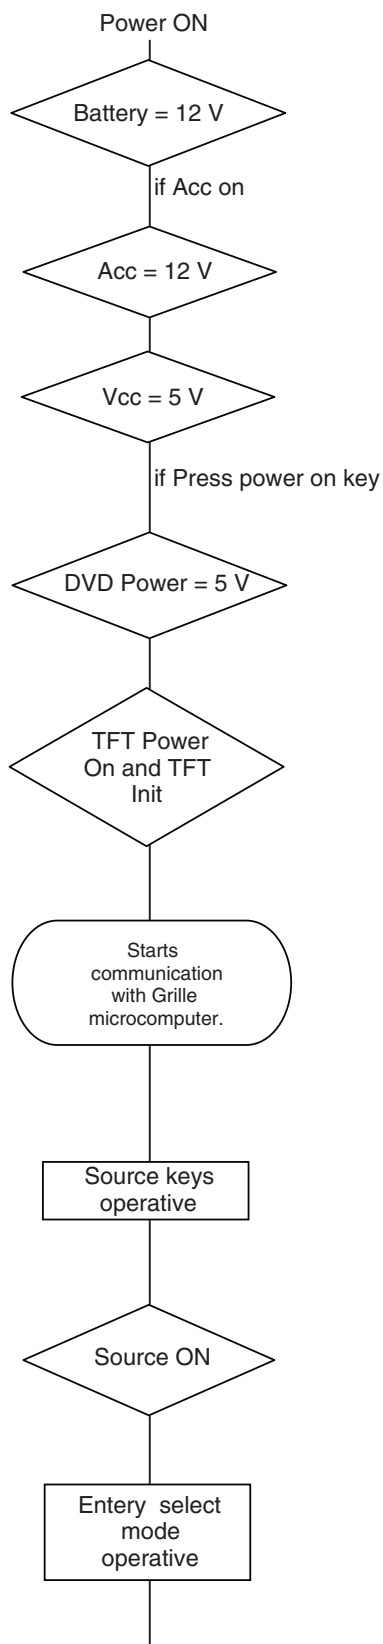 Power ON
Battery = 12 V
if Acc on
Acc = 12 V
Vcc = 5 V
if Press power on key
DVD Power = 5 V
TFT Power
On and TFT
Init
Starts
communication
with Grille
microcomputer.
Source keys
operative
Source ON
Entery select
mode
operative